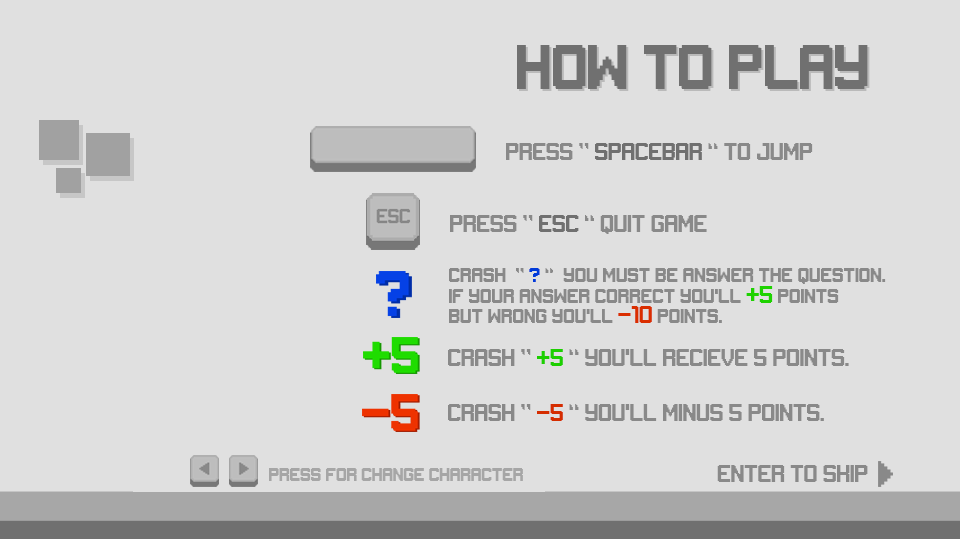 HOW TO PLAY
PRESS " SPACEBAR " TO JUMP
ESC
PRESS " ESC " QUIT GAME
?
CRASH " ? " YOU MUST BE ANSWER THE QUESTION.
IF YOUR ANSWER CORRECT YOU'LL +5 POINTS
BUT WRONG YOU'LL -10 POINTS.
+5
CRASH " +5 " YOU'LL RECIEVE 5 POINTS.
-5
CRASH " -5 " YOU'LL MINUS 5 POINTS.
PRESS FOR CHANGE CHARACTER
ENTER TO SHIP